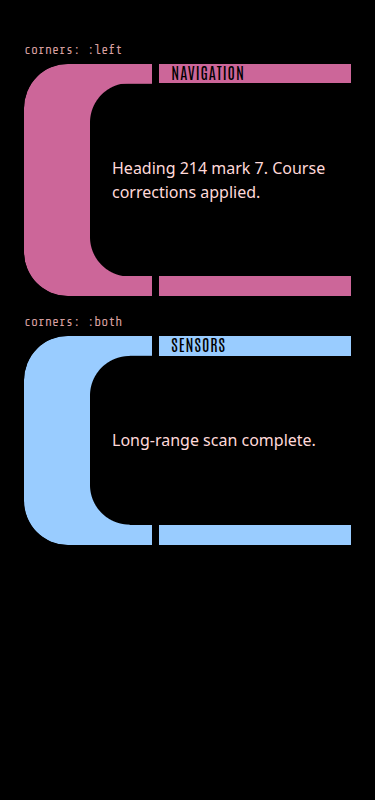 corners: :left
NAVIGATION
Heading 214 mark 7. Course
corrections applied.
corners: :both
SENSORS
Long-range scan complete.